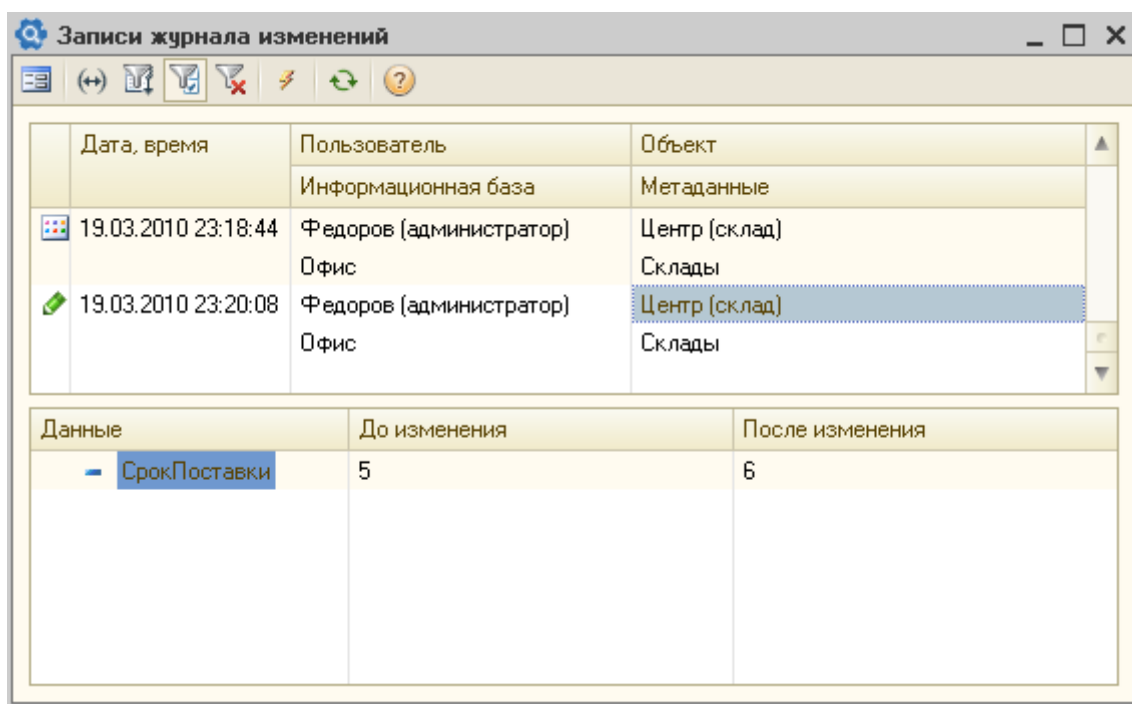 Записи журнала изменений
Дата, время Пользователь Объект
Информационная база Метаданные
19.03.2010 23:18:44 Федоров (администратор) Центр (склад)
Офис Склады
19.03.2010 23:20:08 Федоров (администратор) Центр (склад)
Офис Склады
Данные До изменения После изменения
СрокПоставки 5 6